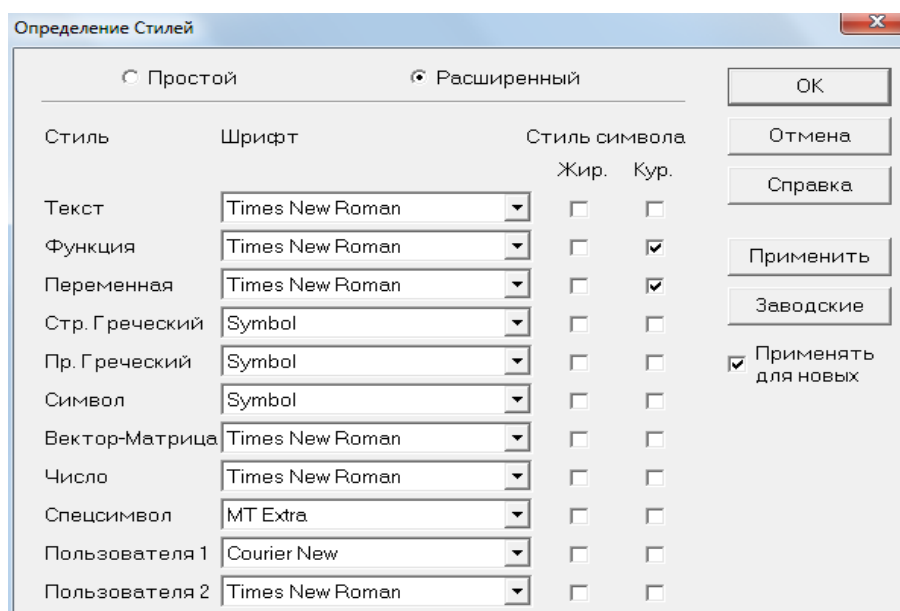 Определение Стилей
Простой Расширенный
OK
Стиль Шрифт Стиль символа
Отмена
Жир. Кур.
Справка
Текст Times New Roman
Функция Times New Roman
Применить
Переменная Times New Roman
Заводские
Стр. Греческий Symbol
Пр. Греческий Symbol
Применять
для новых
Символ Symbol
Вектор-Матрица Times New Roman
Число Times New Roman
Спецсимвол MT Extra
Пользователя 1 Courier New
Пользователя 2 Times New Roman